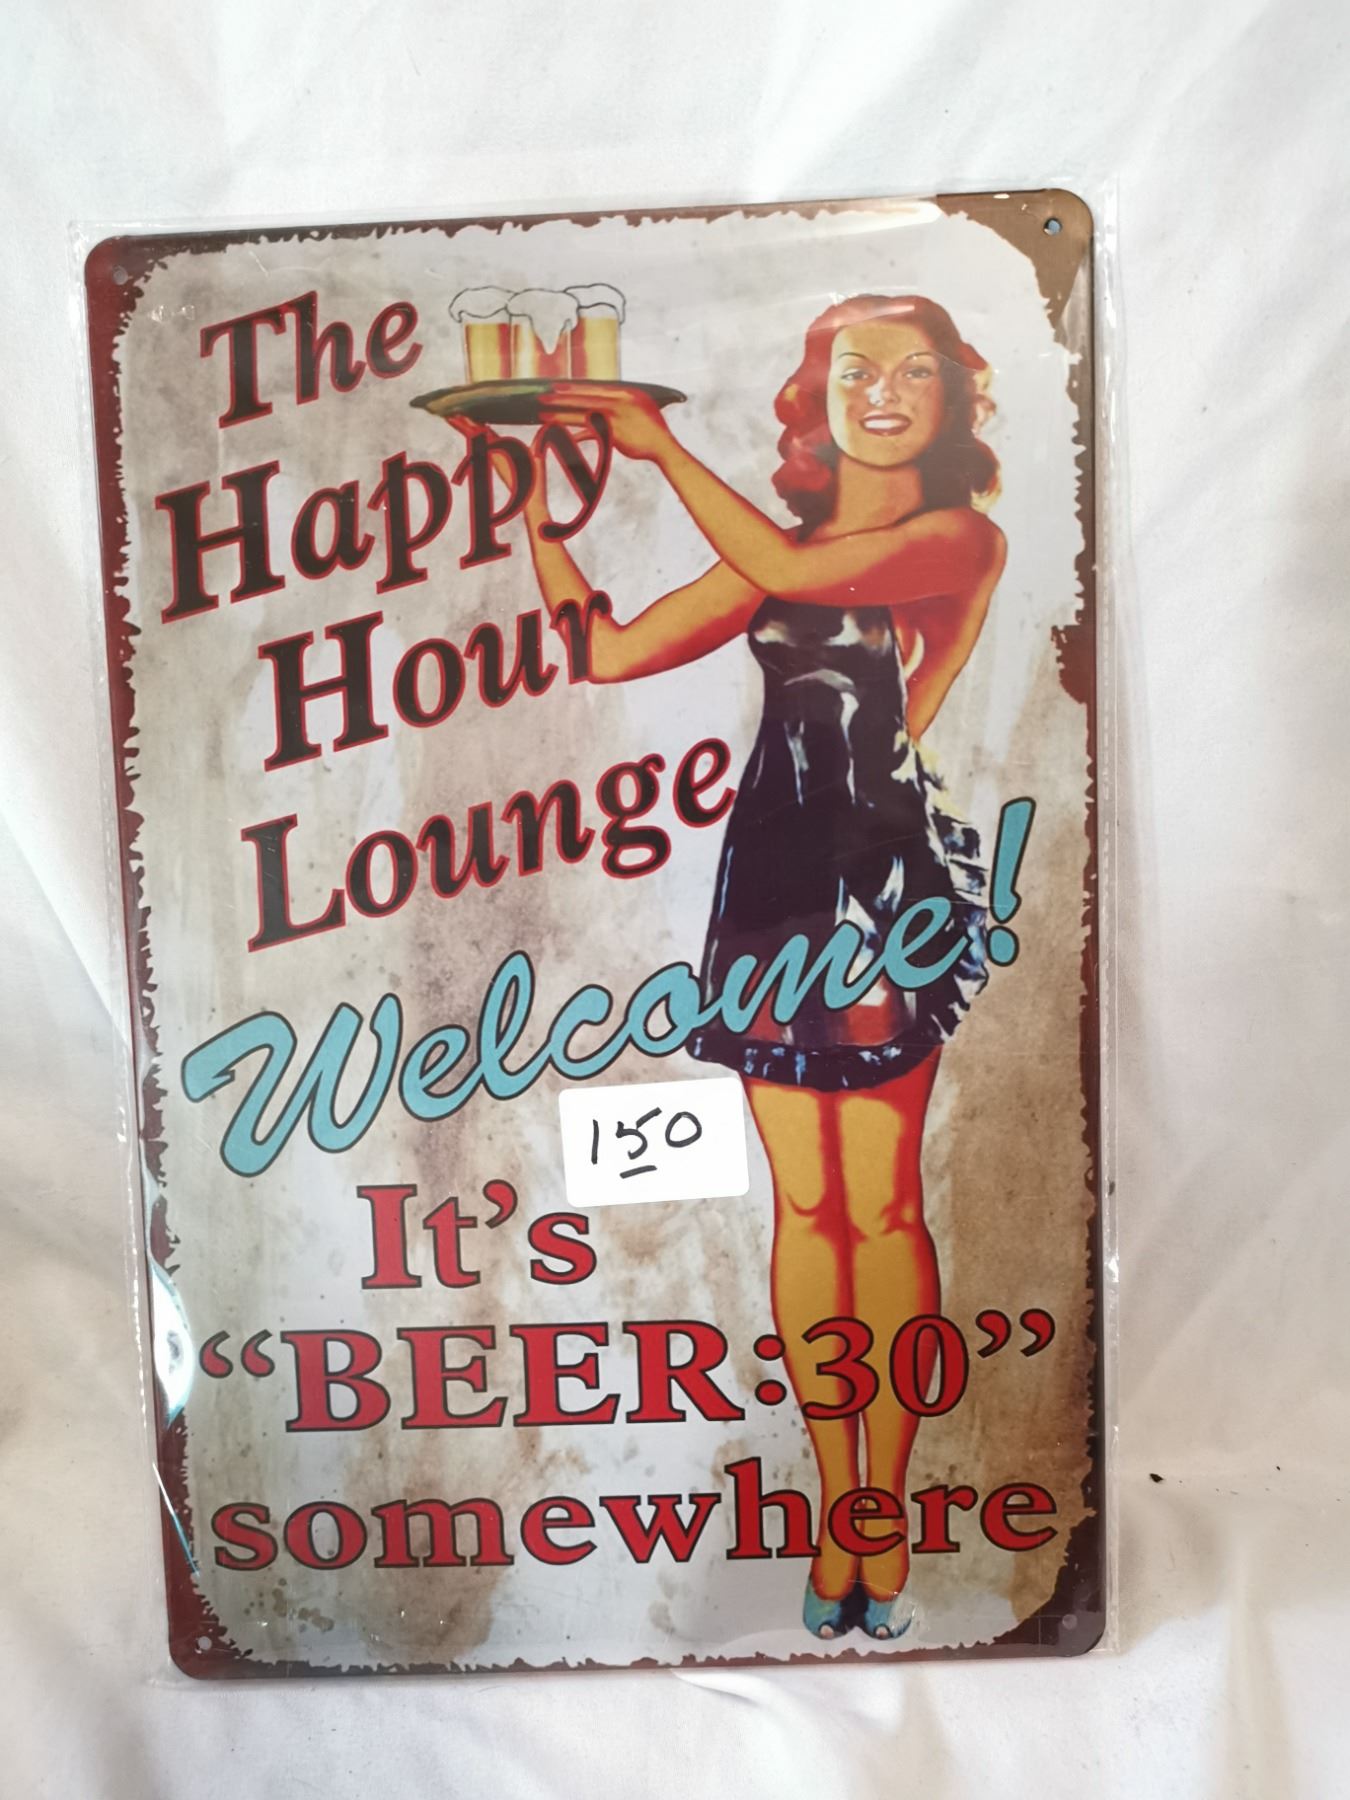 The
Happy
Hour
Lounge
Welcome!
150
It's
“BEER:30”
somewhere